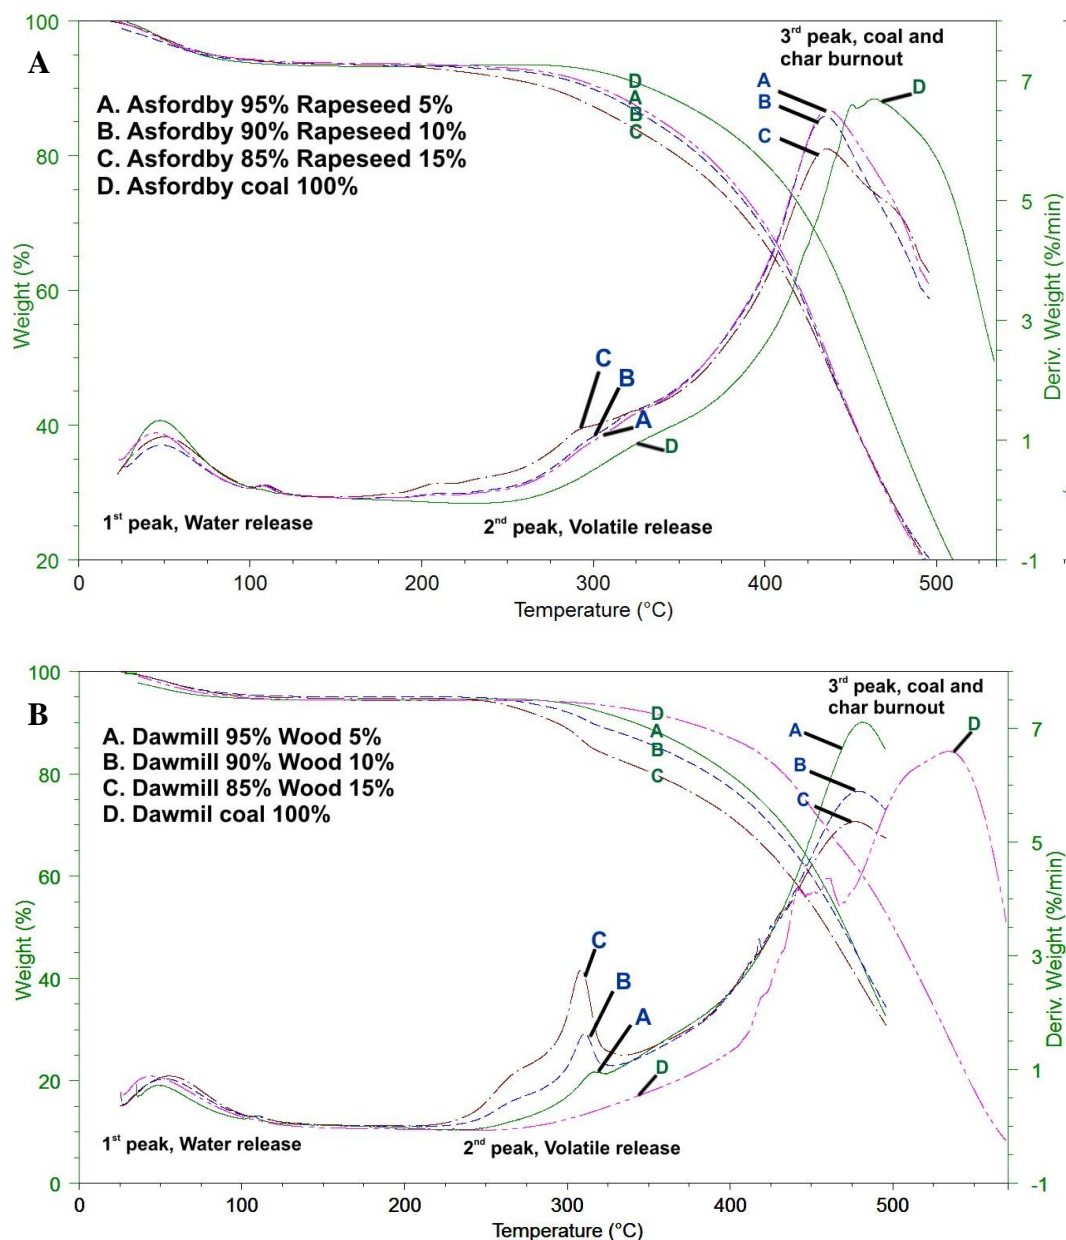 A
100
80
60
40
20
Weight (%)
A. Asfordby 95% Rapeseed 5%
B. Asfordby 90% Rapeseed 10%
C. Asfordby 85% Rapeseed 15%
D. Asfordby coal 100%
3rd peak, coal and
char burnout
A
B
C
D
D
A
B
C
C
B
A
D
1st peak, Water release
2nd peak, Volatile release
7
5
3
1
-1
Deriv. Weight (%/min)
0
100
200
300
400
500
Temperature (°C)
B
100
80
60
40
20
0
Weight (%)
A. Dawmill 95% Wood 5%
B. Dawmill 90% Wood 10%
C. Dawmill 85% Wood 15%
D. Dawmil coal 100%
3rd peak, coal and
char burnout
A
B
C
D
D
A
B
C
C
B
A
D
1st peak, Water release
2nd peak, Volatile release
7
5
3
1
-1
Deriv. Weight (%/min)
0
100
200
300
400
500
Temperature (°C)